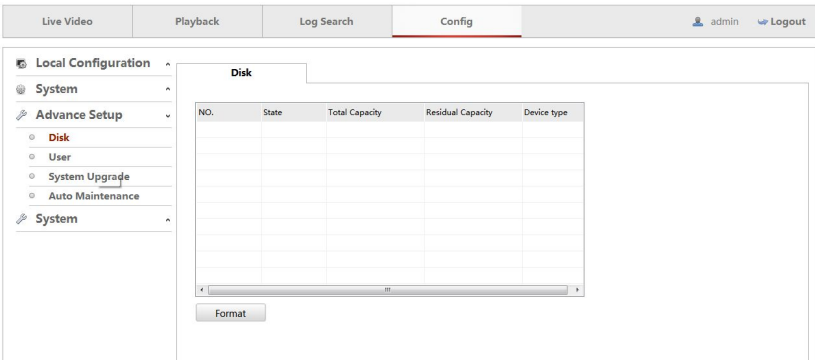 Live Video Playback Log Search Config admin Logout
Local Configuration
System
Advance Setup
Disk
User
System Upgrade
Auto Maintenance
System
Disk
NO. State Total Capacity Residual Capacity Device type
Format